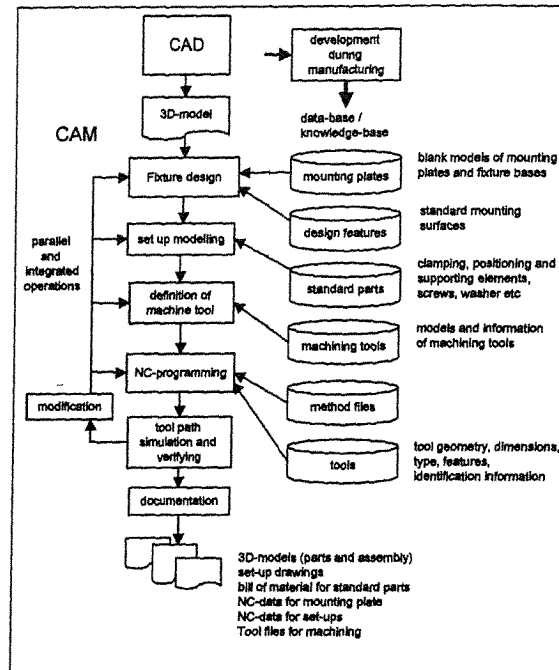 CAD
development
during
manufacturing
3D-model
data-base /
knowledge-base
CAM
Fixture design
mounting plates
blank models of mounting
plates and fixture bases
design features
standard mounting
surfaces
parallel
and
integrated
operations
set up modelling
standard parts
clamping, positioning and
supporting elements,
screws, washer etc
definition of
machine tool
machining tools
models and information
of machining tools
NC-programming
method files
modification
tool path
simulation and
verifying
tools
tool geometry, dimensions,
type, features,
identification information
documentation
3D-models (parts and assembly)
set-up drawings
bill of material for standard parts
NC-data for mounting plate
NC-data for set-ups
Tool files for machining